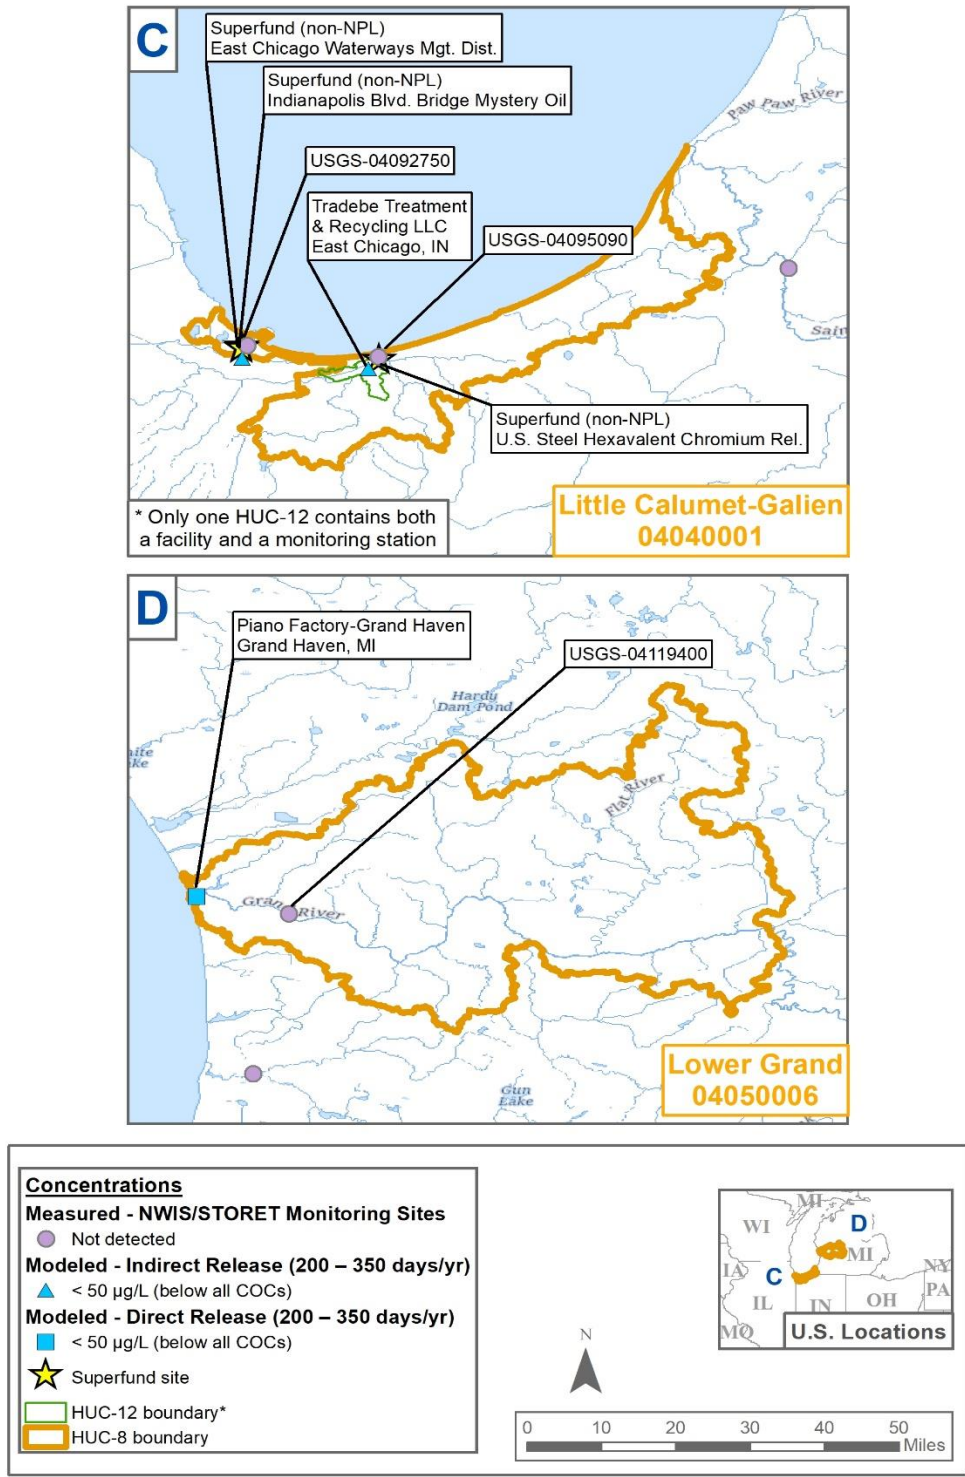 C
Superfund (non-NPL)
East Chicago Waterways Mgt. Dist.
Superfund (non-NPL)
Indianapolis Blvd. Bridge Mystery Oil
Paw Paw River
USGS-04092750
Tradebe Treatment
& Recycling LLC
East Chicago, IN
USGS-04095090
Sain
Superfund (non-NPL)
U.S. Steel Hexavalent Chromium Rel.
* Only one HUC-12 contains both
a facility and a monitoring station
Little Calumet-Galien
04040001
D
Piano Factory-Grand Haven
Grand Haven, MI
USGS-04119400
Hardy
Dam Pond
ite
ke
Flat River
Gran River
Gun
Lake
Lower Grand
04050006
Concentrations
Measured - NWIS/STORET Monitoring Sites
Not detected
Modeled - Indirect Release (200 – 350 days/yr)
< 50 µg/L (below all COCs)
Modeled - Direct Release (200 – 350 days/yr)
< 50 µg/L (below all COCs)
Superfund site
HUC-12 boundary*
HUC-8 boundary
N
0 10 20 30 40 50
Miles
MI
WI
D
MI
IA
C
NY
PA
IL
IN
OH
MO
U.S. Locations